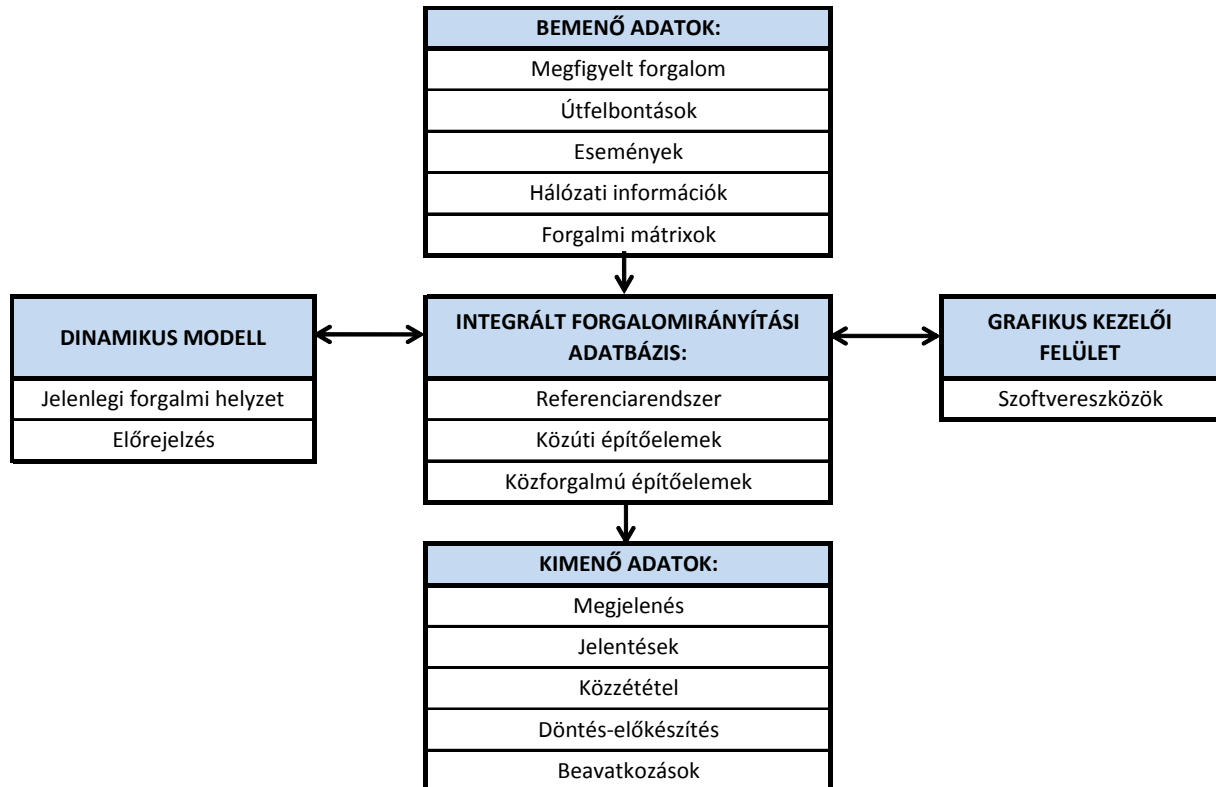 BEMENŐ ADATOK:
Megfigyelt forgalom
Útfelbontások
Események
Hálózati információk
Forgalmi mátrixok
DINAMIKUS MODELL
Jelenlegi forgalmi helyzet
Előrejelzés
INTEGRÁLT FORGALOMIRÁNYÍTÁSI
ADATBÁZIS:
Referenciarendszer
Közúti építőelemek
Közforgalmú építőelemek
GRAFIKUS KEZELŐI
FELÜLET
Szoftvereszközök
KIMENŐ ADATOK:
Megjelenés
Jelentések
Közzététel
Döntés-előkészítés
Beavatkozások